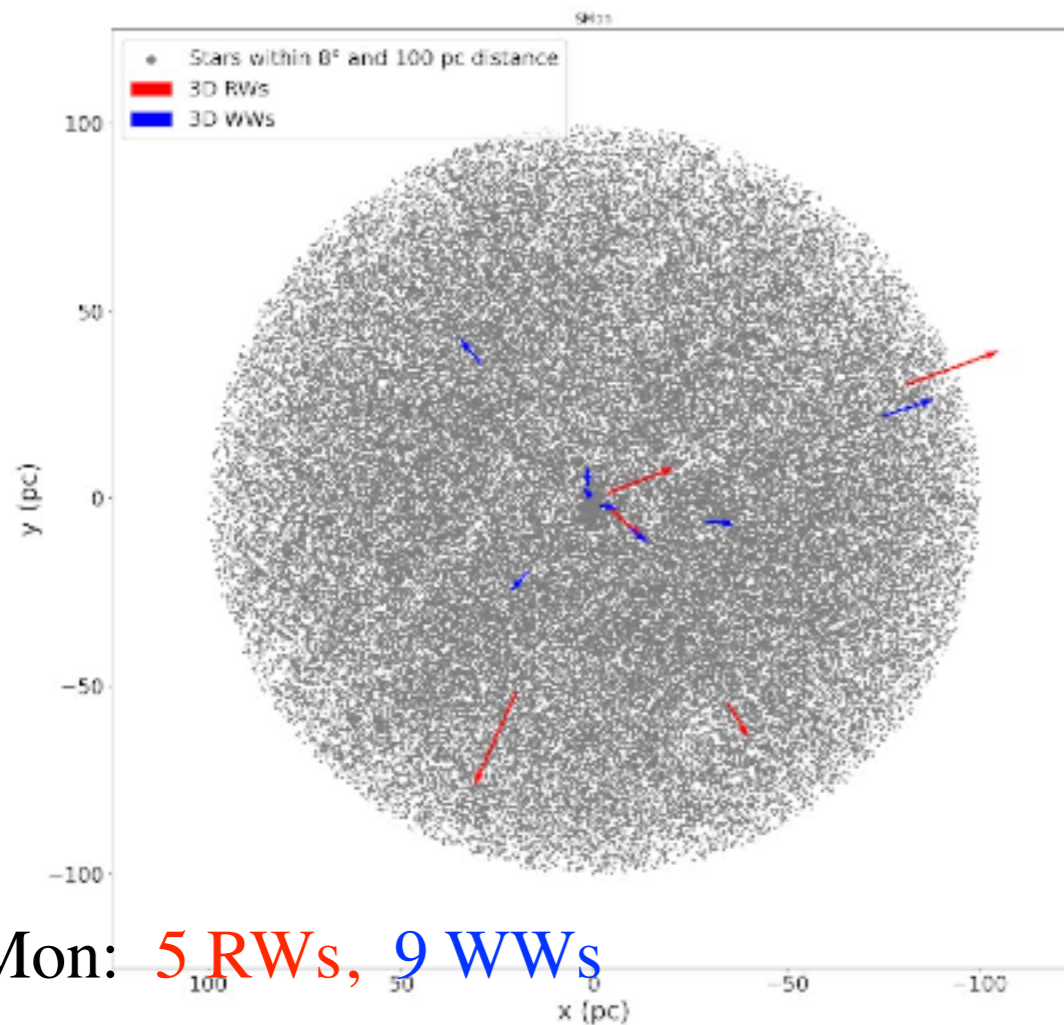 SMon
Stars within 8° and 100 pc distance
3D RWs
3D WWs
100
50
0
−50
−100
y (pc)
Mon: 5 RWs, 9 WWs
100 50 0 −50 −100
x (pc)